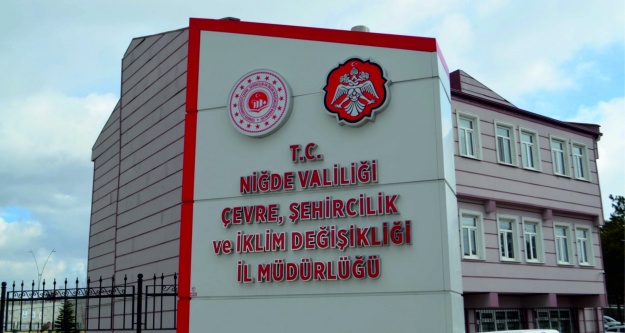 T.C.
NİĞDE VALİLİĞİ
ÇEVRE, ŞEHİRCİLİK
ve İKLİM DEĞİŞİKLİĞİ
İL MÜDÜRLÜĞÜ